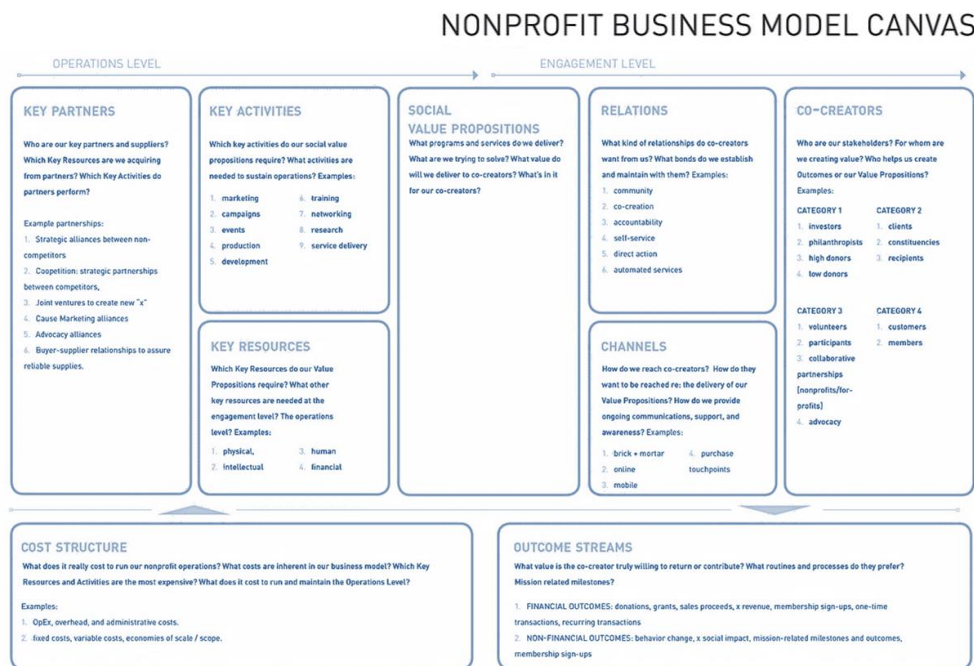 NONPROFIT BUSINESS MODEL CANVAS
OPERATIONS LEVEL
ENGAGEMENT LEVEL
KEY PARTNERS
Who are our key partners and suppliers?
Which Key Resources are we acquiring
from partners? Which Key Activities do
partners perform?
Example partnerships:
1. Strategic alliances between non-
competitors
2. Coopetition: strategic partnerships
between competitors,
3. Joint ventures to create new "x"
4. Cause Marketing alliances
5. Advocacy alliances
6. Buyer-supplier relationships to assure
reliable supplies.
KEY ACTIVITIES
Which key activities do our social value
propositions require? What activities are
needed to sustain operations? Examples:
1. marketing
2. campaigns
3. events
4. production
5. development
6. training
7. networking
8. research
9. service delivery
KEY RESOURCES
Which Key Resources do our Value
Propositions require? What other
key resources are needed at the
engagement level? The operations
level? Examples:
1. physical,
2. intellectual
3. human
4. financial
SOCIAL
VALUE PROPOSITIONS
What programs and services do we deliver?
What are we trying to solve? What value do
will we deliver to co-creators? What's in it
for our co-creators?
RELATIONS
What kind of relationships do co-creators
want from us? What bonds do we establish
and maintain with them? Examples:
1. community
2. co-creation
3. accountability
4. self-service
5. direct action
6. automated services
CHANNELS
How do we reach co-creators? How do they
want to be reached re: the delivery of our
Value Propositions? How do we provide
ongoing communications, support, and
awareness? Examples:
1. brick + mortar
2. online
3. mobile
4. purchase
touchpoints
CO-CREATORS
Who are our stakeholders? For whom are
we creating value? Who helps us create
Outcomes or our Value Propositions?
Examples:
CATEGORY 1
1. investors
2. philanthropists
3. high donors
4. low donors
CATEGORY 2
1. clients
2. constituencies
3. recipients
CATEGORY 3
1. volunteers
2. participants
3. collaborative
partnerships
[nonprofits/for-
profits]
4. advocacy
CATEGORY 4
1. customers
2. members
COST STRUCTURE
What does it really cost to run our nonprofit operations? What costs are inherent in our business model? Which Key
Resources and Activities are the most expensive? What does it cost to run and maintain the Operations Level?
Examples:
1. OpEx, overhead, and administrative costs.
2. fixed costs, variable costs, economies of scale / scope.
OUTCOME STREAMS
What value is the co-creator truly willing to return or contribute? What routines and processes do they prefer?
Mission related milestones?
1. FINANCIAL OUTCOMES: donations, grants, sales proceeds, x revenue, membership sign-ups, one-time
transactions, recurring transactions
2. NON-FINANCIAL OUTCOMES: behavior change, x social impact, mission-related milestones and outcomes,
membership sign-ups